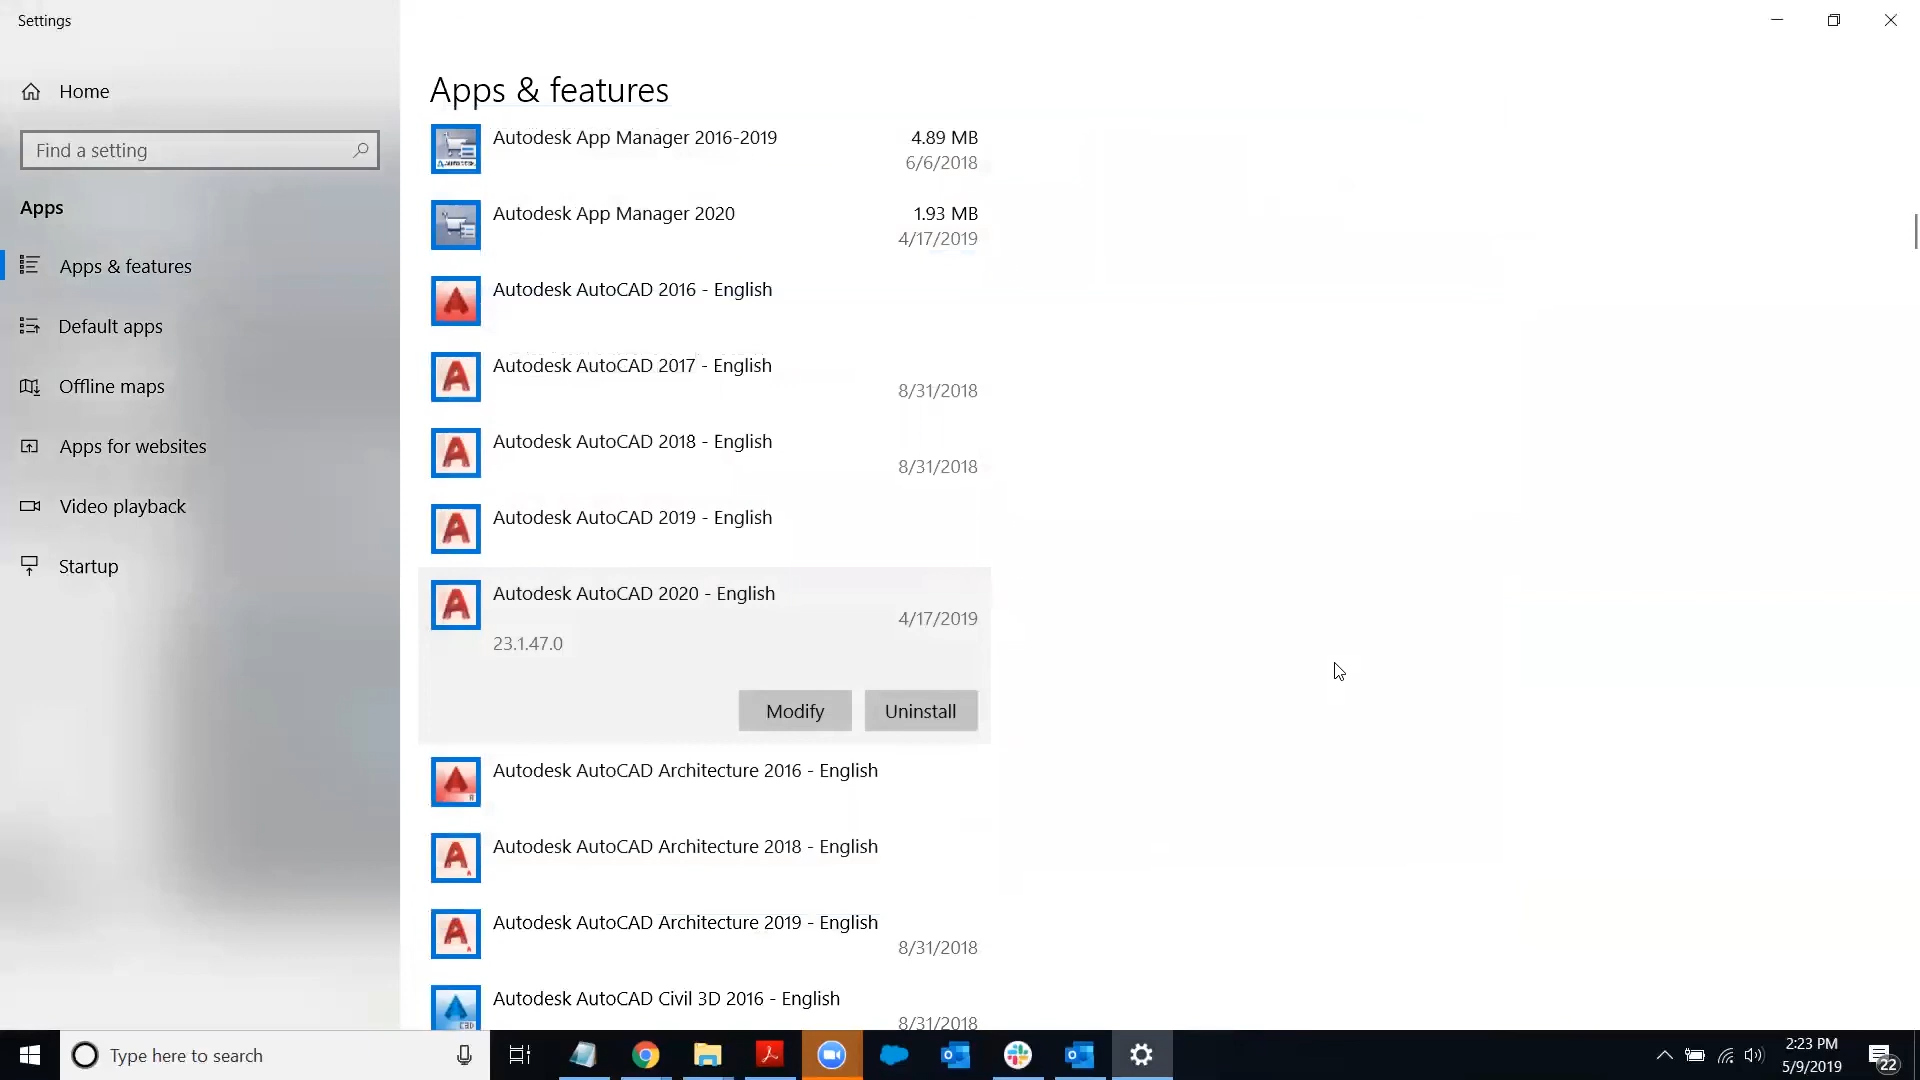 Settings
Home
Find a setting
Apps
Apps & features
Default apps
Offline maps
Apps for websites
Video playback
Startup
Apps & features
Autodesk App Manager 2016-2019
4.89 MB
6/6/2018
Autodesk App Manager 2020
1.93 MB
4/17/2019
Autodesk AutoCAD 2016 - English
Autodesk AutoCAD 2017 - English
8/31/2018
Autodesk AutoCAD 2018 - English
8/31/2018
Autodesk AutoCAD 2019 - English
Autodesk AutoCAD 2020 - English
4/17/2019
23.1.47.0
Modify
Uninstall
Autodesk AutoCAD Architecture 2016 - English
Autodesk AutoCAD Architecture 2018 - English
Autodesk AutoCAD Architecture 2019 - English
8/31/2018
Autodesk AutoCAD Civil 3D 2016 - English
8/31/2018
Type here to search
2:23 PM
5/9/2019
22